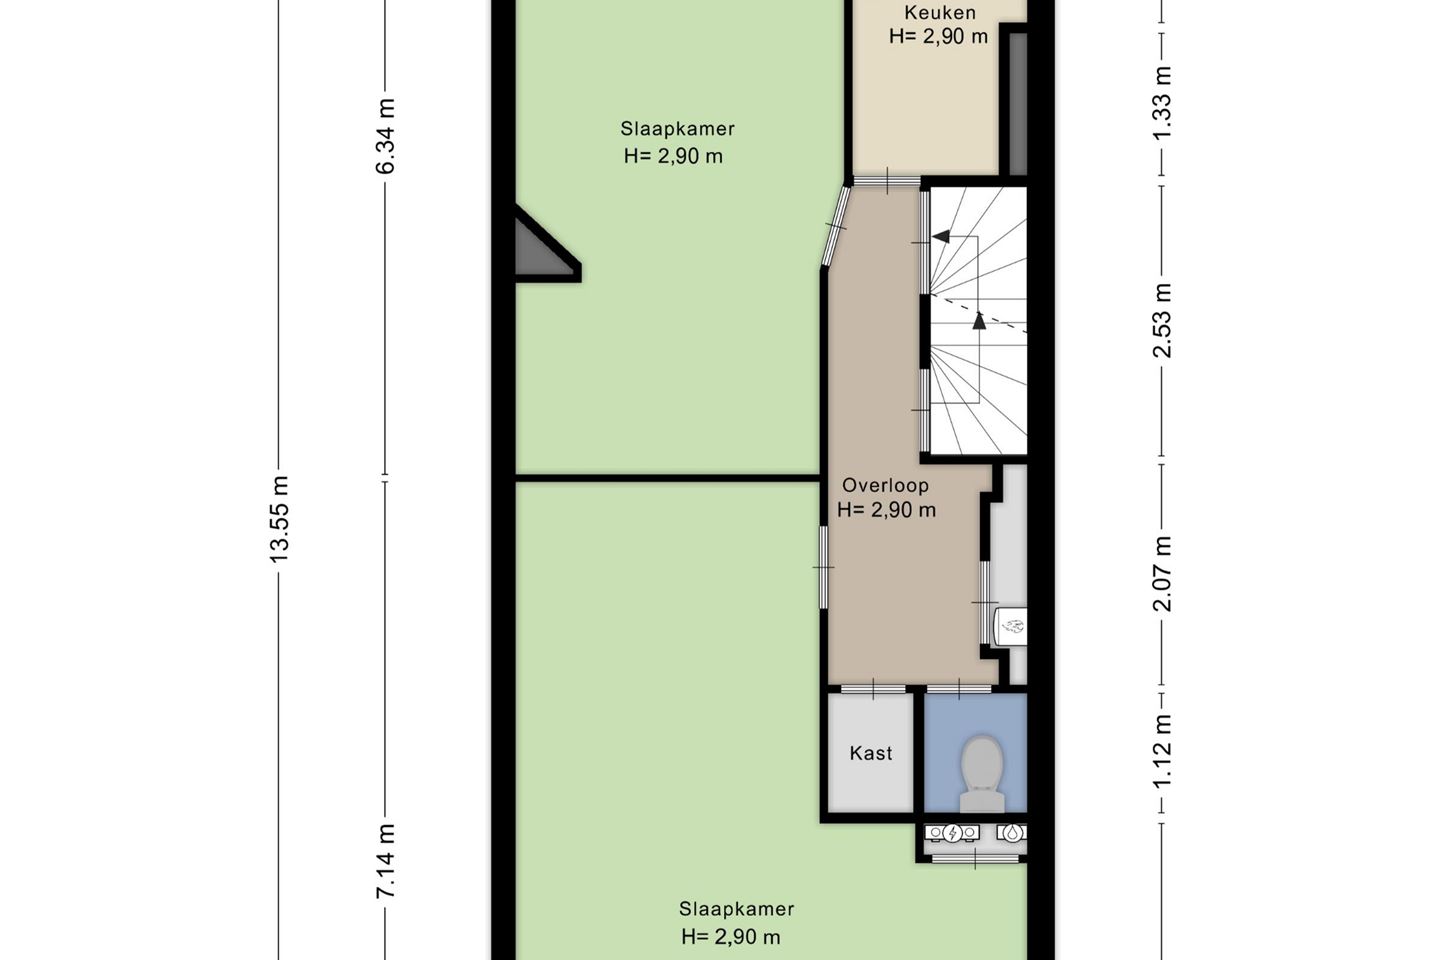 Keuken
H= 2,90 m
Slaapkamer
H= 2,90 m
6.34 m
1.33 m
2.53 m
Overloop
H= 2,90 m
13.55 m
2.07 m
Kast
1.12 m
7.14 m
Slaapkamer
H= 2,90 m